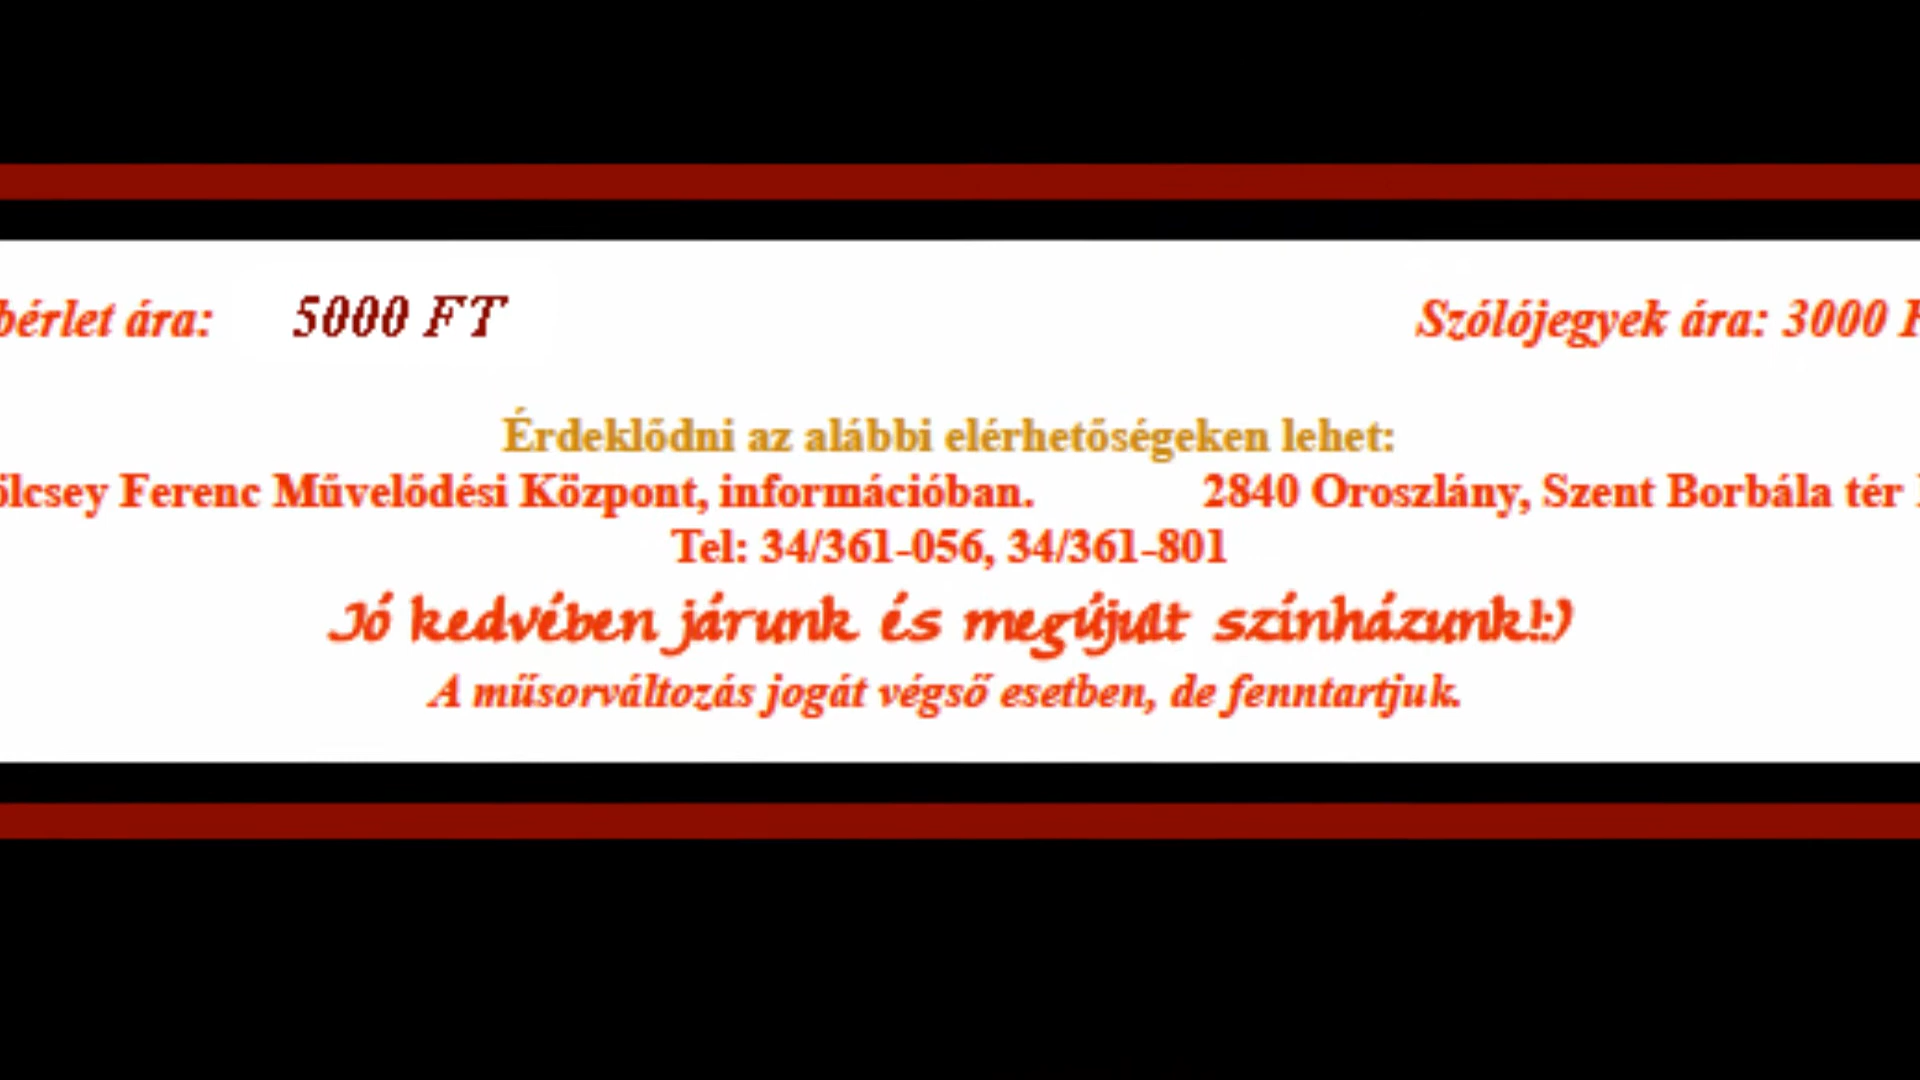 bérlet ára: 5000 FT Szólójegyek ára: 3000
Érdeklődni az alábbi elérhetőségeken lehet:
ölcsey Ferenc Művelődési Központ, információban. 2840 Oroszlány, Szent Borbála tér
Tel: 34/361-056, 34/361-801
Jó kedvében járunk és megújult színházunk!:)
A műsorváltozás jogát végső esetben, de fenntartjuk.